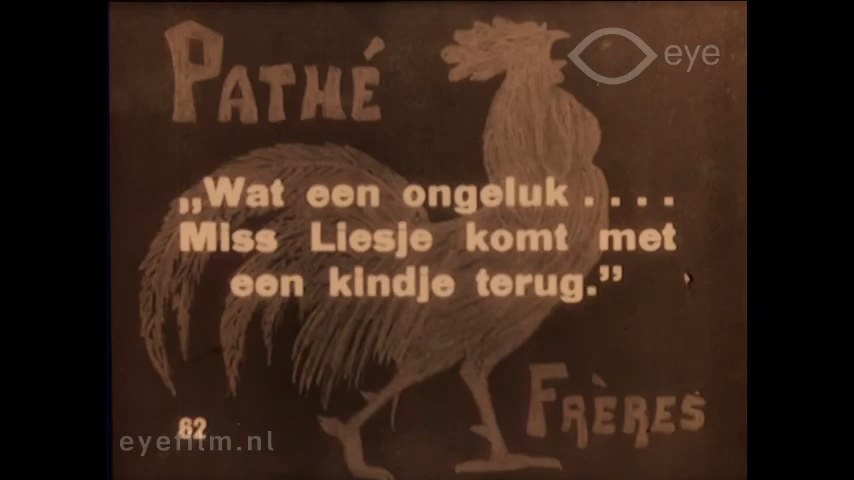 PATHÉ
eye
„Wat een ongeluk....
Miss Liesje komt met
een kindje terug.”
FRÈRES
62
eyefilm.nl